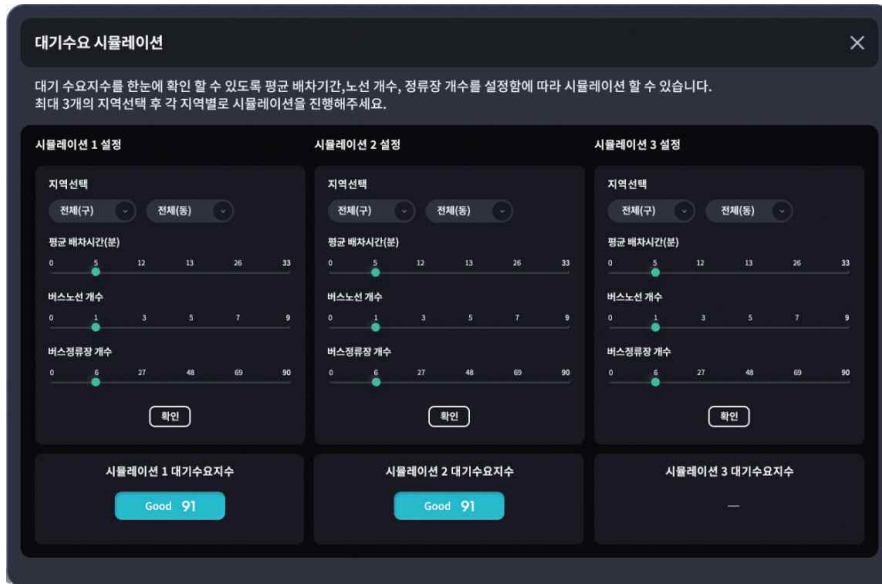 대기수요 시뮬레이션
대기 수요지수를 한눈에 확인 할 수 있도록 평균 배차기간,노선 개수, 정류장 개수를 설정함에 따라 시뮬레이션 할 수 있습니다.
최대 3개의 지역선택 후 각 지역별로 시뮬레이션을 진행해주세요.
시뮬레이션 1 설정
지역선택
전체(구) 전체(동)
평균 배차시간(분)
0 5 12 13 26 33
버스노선 개수
0 1 3 5 7 9
버스정류장 개수
0 6 27 48 69 90
확인
시뮬레이션 1 대기수요지수
Good 91
시뮬레이션 2 설정
지역선택
전체(구) 전체(동)
평균 배차시간(분)
0 5 12 13 26 33
버스노선 개수
0 1 3 5 7 9
버스정류장 개수
0 6 27 48 69 90
확인
시뮬레이션 2 대기수요지수
Good 91
시뮬레이션 3 설정
지역선택
전체(구) 전체(동)
평균 배차시간(분)
0 5 12 13 26 33
버스노선 개수
0 1 3 5 7 9
버스정류장 개수
0 6 27 48 69 90
확인
시뮬레이션 3 대기수요지수
—